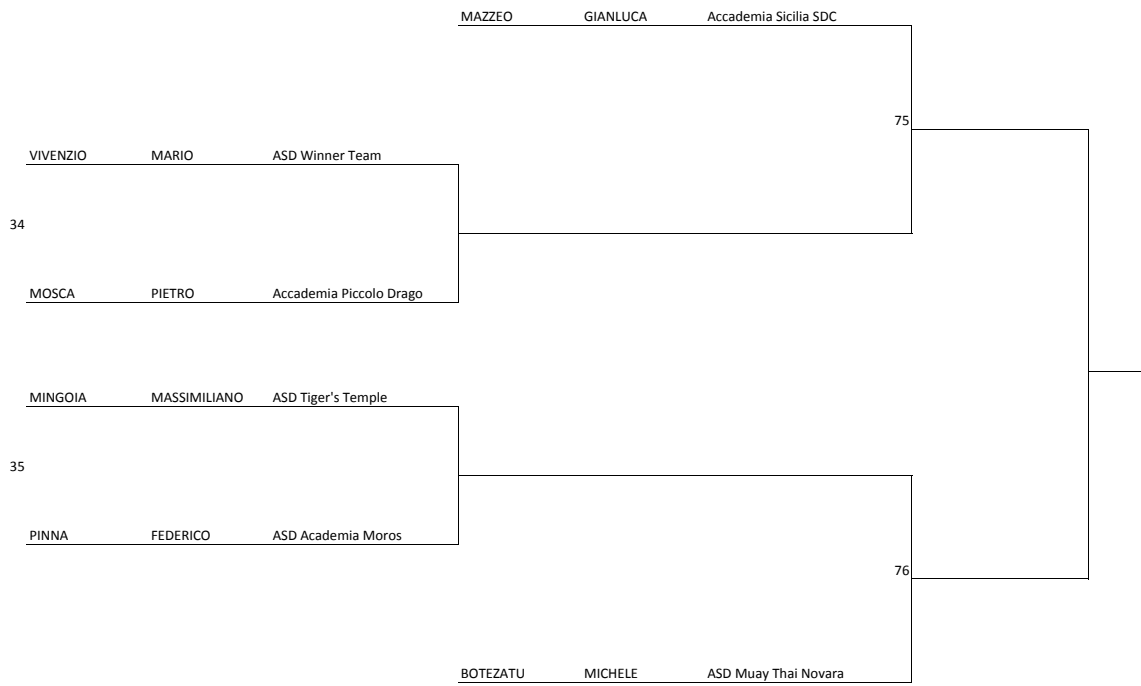 MAZZEO GIANLUCA Accademia Sicilia SDC
75
VIVENZIO MARIO ASD Winner Team
34
MOSCA PIETRO Accademia Piccolo Drago
MINGOIA MASSIMILIANO ASD Tiger's Temple
35
PINNA FEDERICO ASD Academia Moros
76
BOTEZATU MICHELE ASD Muay Thai Novara